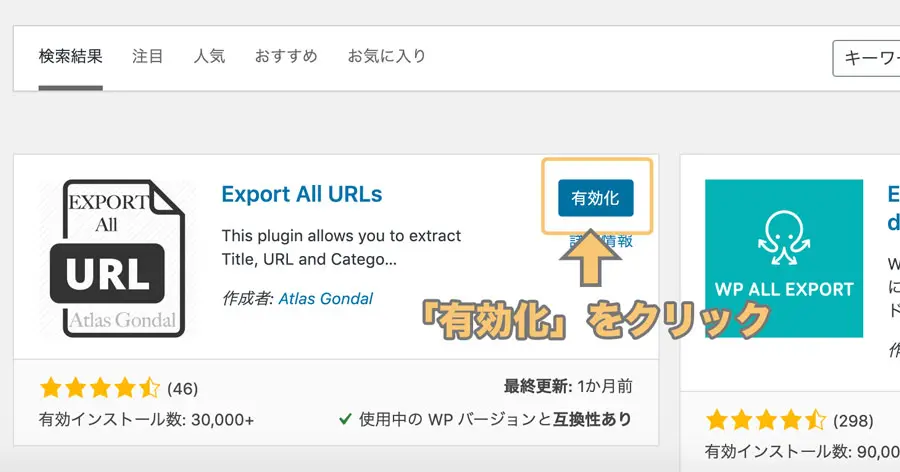 検索結果 注目 人気 おすすめ お気に入り
キーワ
EXPORT
All
URL
Atlas Gondal
Export All URLs
有効化
This plugin allows you to extract
Title, URL and Catego...
情報
作成者: Atlas Gondal
「有効化」をクリック
(46)
最終更新: 1か月前
有効インストール数: 30,000+
使用中の WP バージョンと互換性あり
WP ALL EXPORT
E
d
W
に
ド
(298)
有効インストール数: 90,00